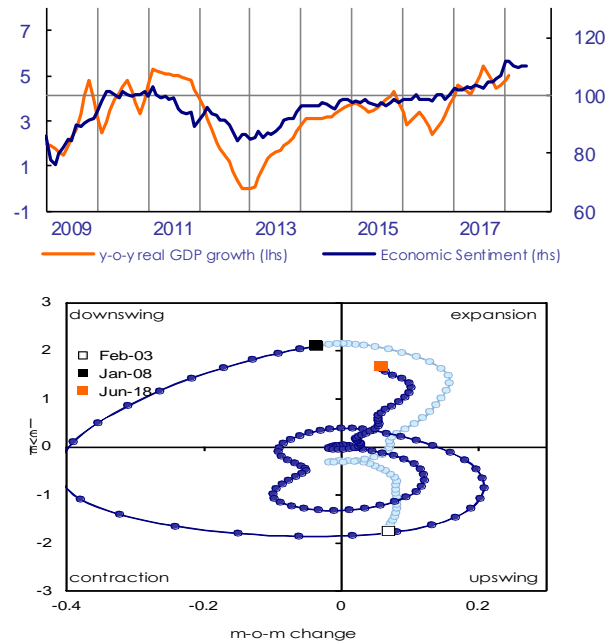 7 120
5 100
3
80
1
-1 60
2009 2011 2013 2015 2017
y-o-y real GDP growth (lhs) Economic Sentiment (rhs)
3
downswing expansion
Feb-03
2
Jan-08
Jun-18
1
level
0
-1
-2
contraction upswing
-3
-0.4 -0.2 0 0.2
m-o-m change